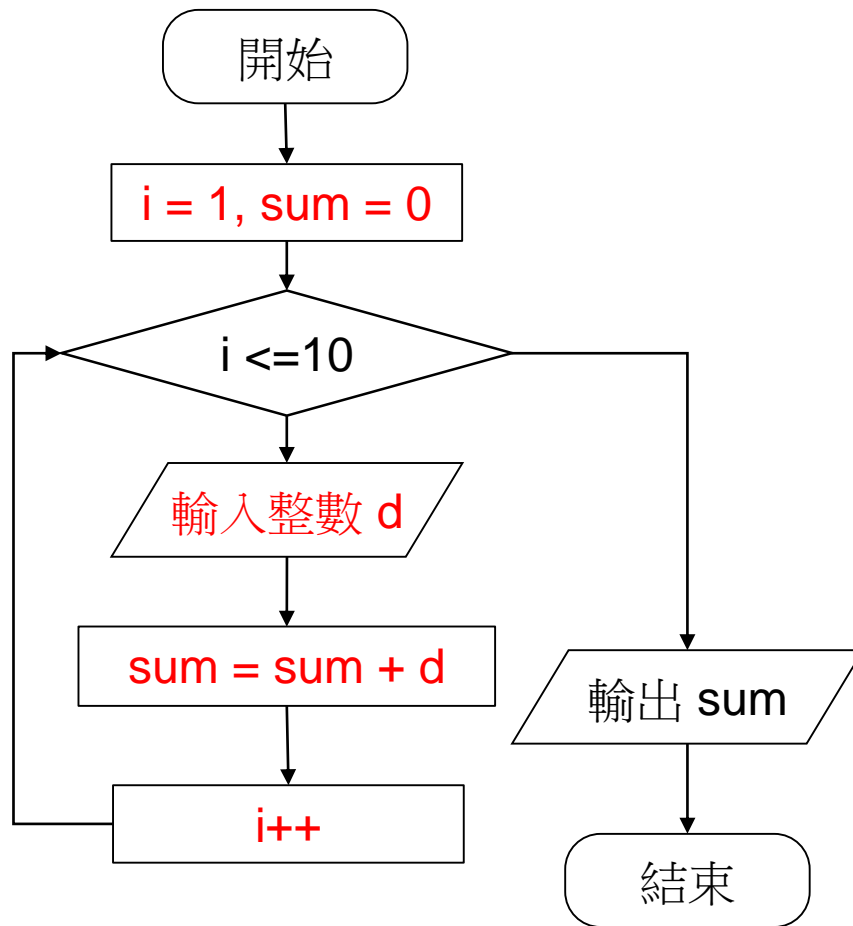 開始
i = 1, sum = 0
i <=10
輸入整數 d
sum = sum + d
i++
輸出 sum
結束